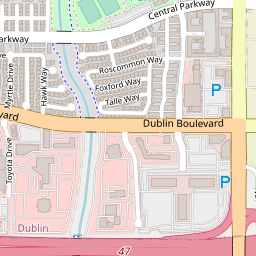 Central Parkway
Parkway
Roscommon Way
Foxford Way
Talle Way
Myrtle Drive
Hawk Way
P
Dublin Boulevard
vard
Toyota Drive
P
Dublin
47